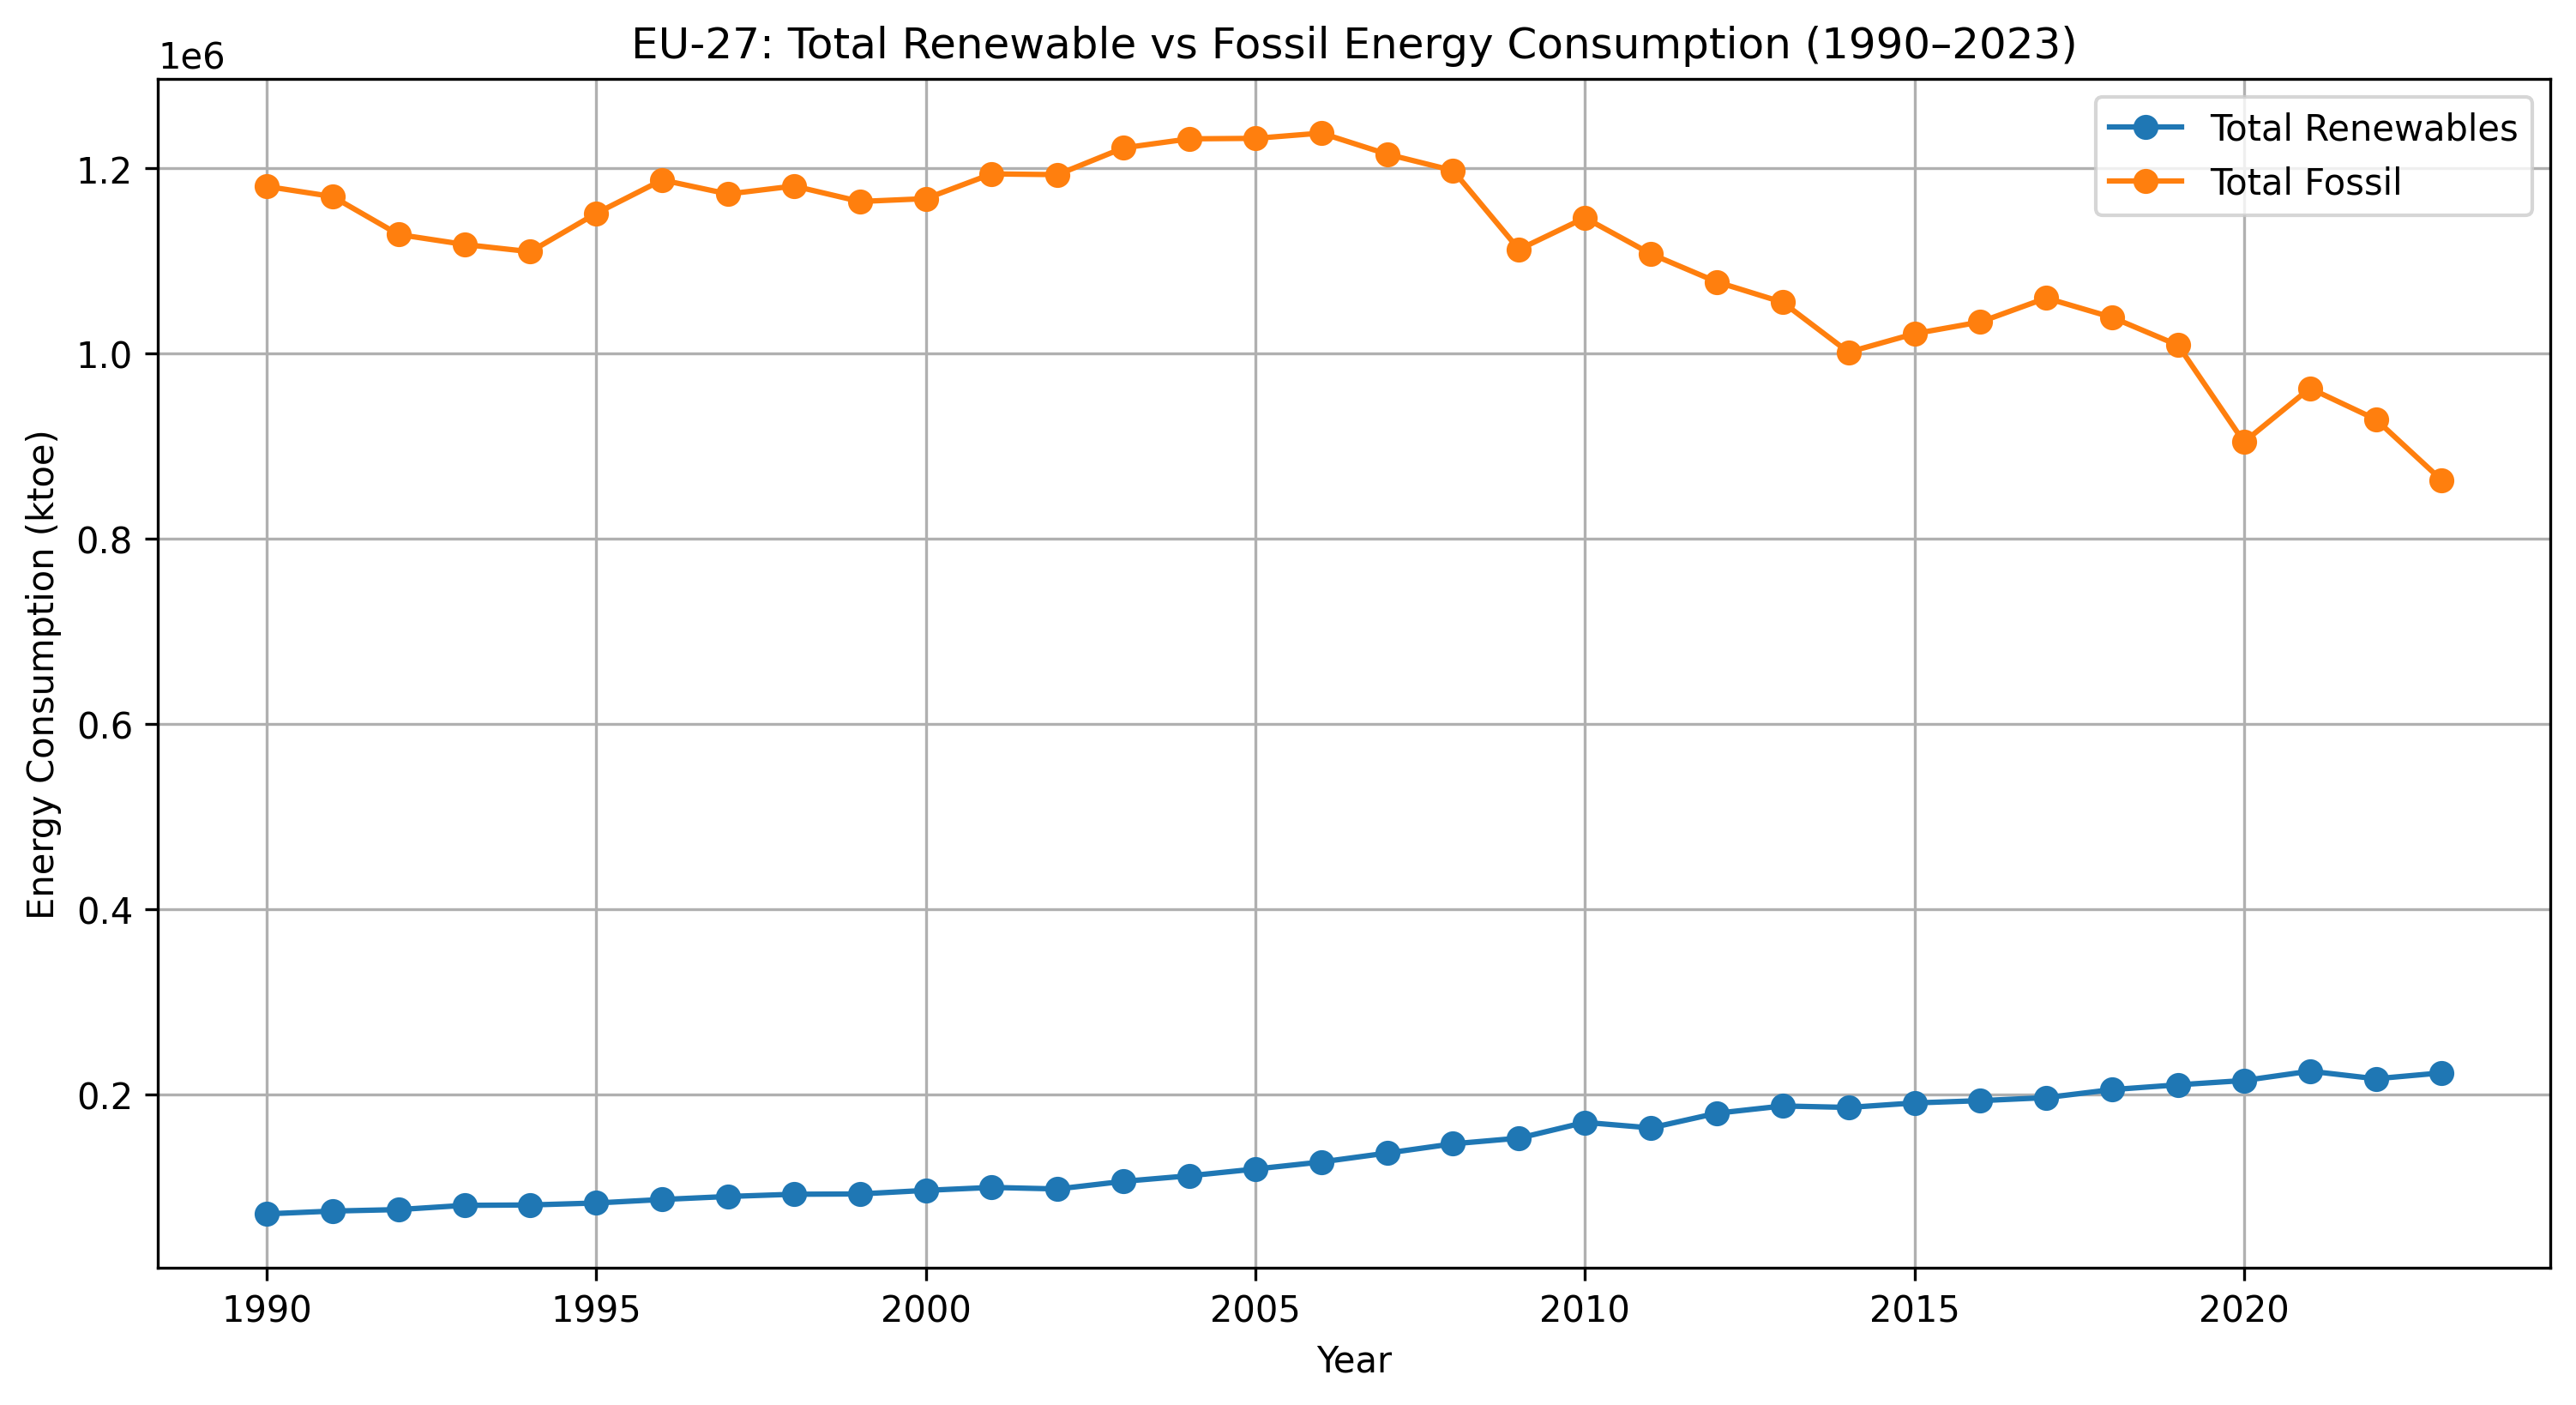 EU-27: Total Renewable vs Fossil Energy Consumption (1990–2023)
1e6
Total Renewables
Total Fossil
1.2
1.0
0.8
0.6
0.4
0.2
Energy Consumption (ktoe)
1990 1995 2000 2005 2010 2015 2020
Year